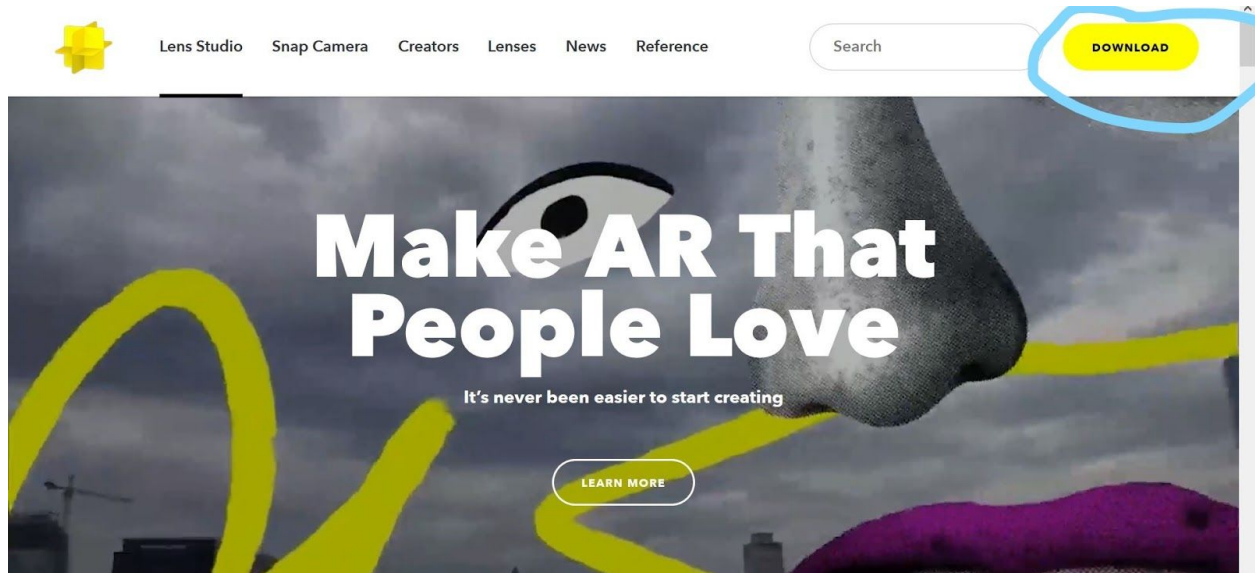 Lens Studio Snap Camera Creators Lenses News Reference Search DOWNLOAD
Make AR That
People Love
It's never been easier to start creating
LEARN MORE